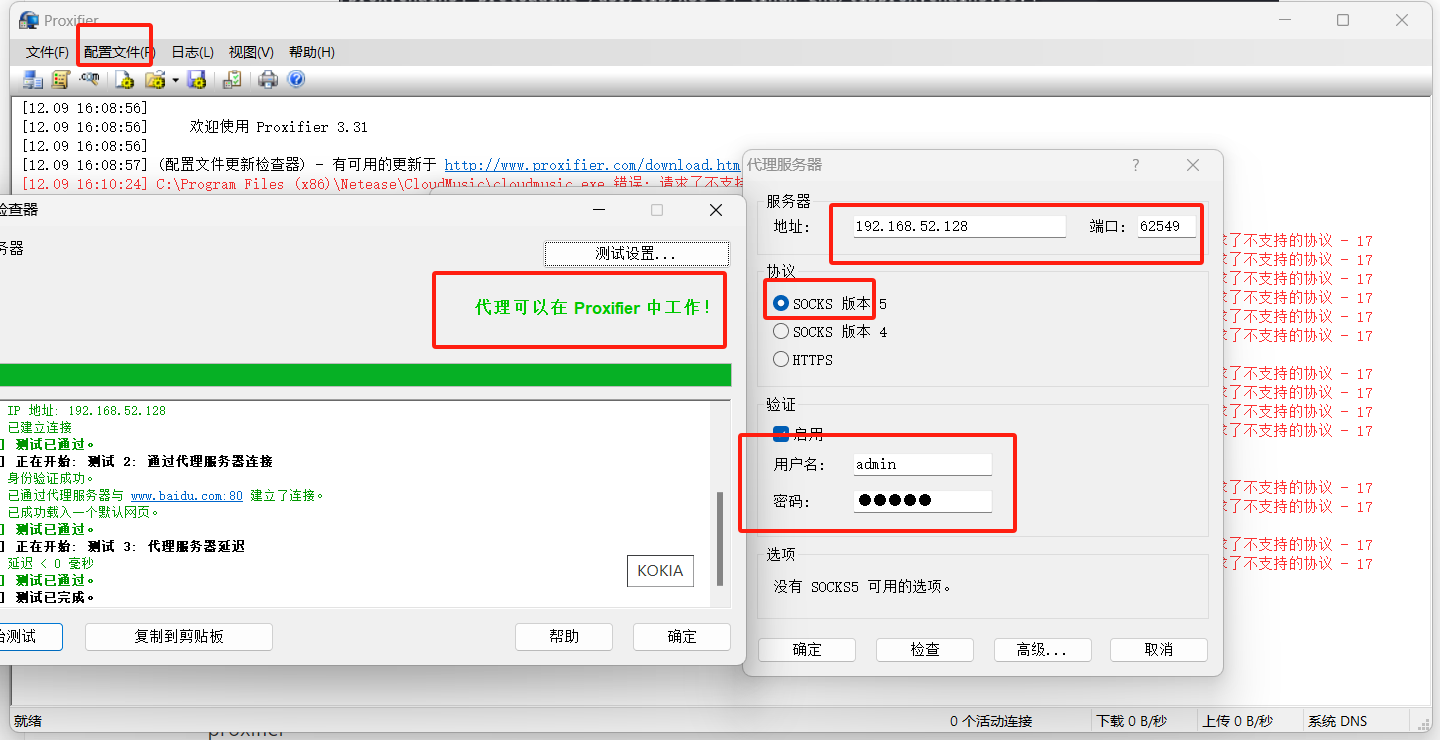 Proxifier
文件(F) 配置文件(P) 日志(L) 视图(V) 帮助(H)
[12.09 16:08:56]
[12.09 16:08:56] 欢迎使用 Proxifier 3.31
[12.09 16:08:56]
[12.09 16:08:57] (配置文件更新检查器) - 有可用的更新于 http://www.proxifier.com/download.htm
[12.09 16:10:24] C:\Program Files (x86)\Netease\CloudMusic\cloudmusic.exe 错误: 请求了不支持
检查器
务器
测试设置...
代理可以在 Proxifier 中工作!
IP 地址: 192.168.52.128
已建立连接
] 测试已通过。
] 正在开始: 测试 2: 通过代理服务器连接
身份验证成功。
已通过代理服务器与 www.baidu.com:80 建立了连接。
已成功载入一个默认网页。
] 测试已通过。
] 正在开始: 测试 3: 代理服务器延迟
延迟 < 0 毫秒
] 测试已通过。
] 测试已完成。
KOKIA
始测试
复制到剪贴板
帮助
确定
代理服务器
?
服务器
地址: 192.168.52.128 端口: 62549
协议
SOCKS 版本 5
SOCKS 版本 4
HTTPS
验证
启用
用户名: admin
密码: ●●●●●
选项
没有 SOCKS5 可用的选项。
确定
检查
高级...
取消
求了不支持的协议 - 17
求了不支持的协议 - 17
求了不支持的协议 - 17
求了不支持的协议 - 17
求了不支持的协议 - 17
求了不支持的协议 - 17
求了不支持的协议 - 17
求了不支持的协议 - 17
求了不支持的协议 - 17
求了不支持的协议 - 17
求了不支持的协议 - 17
求了不支持的协议 - 17
求了不支持的协议 - 17
求了不支持的协议 - 17
就绪
0 个活动连接
下载 0 B/秒
上传 0 B/秒
系统 DNS
proxifier